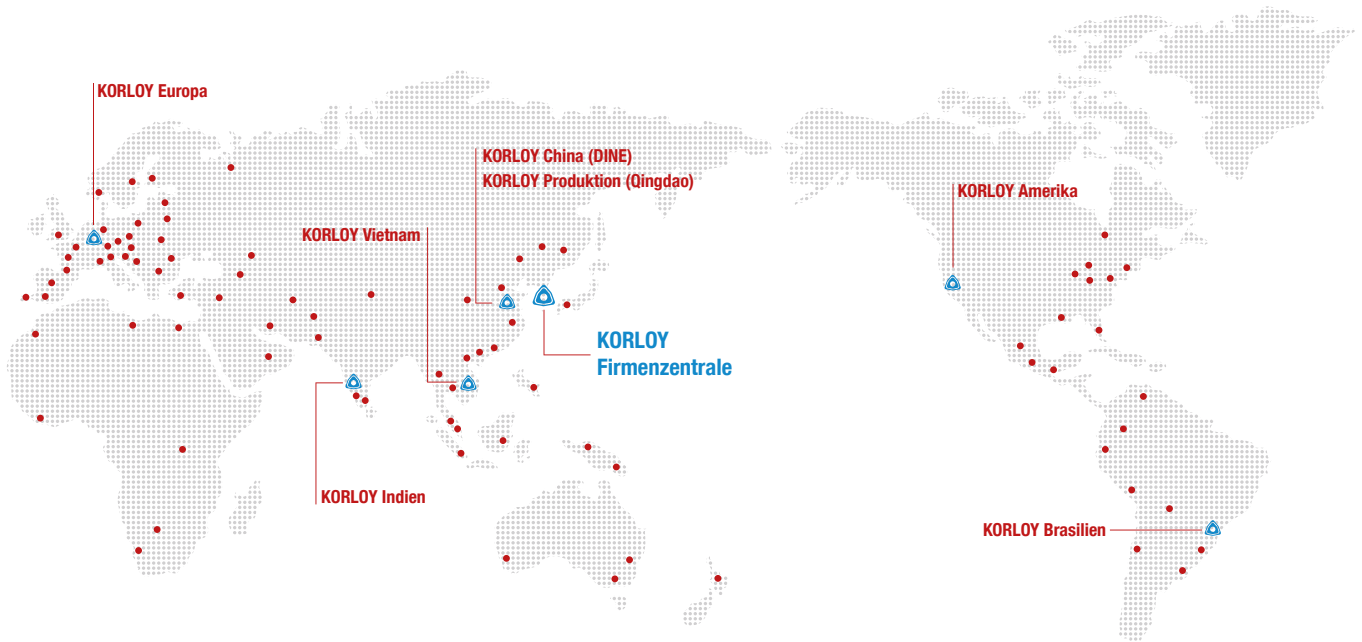 KORLOY Europa
KORLOY China (DINE)
KORLOY Produktion (Qingdao)
KORLOY Amerika
KORLOY Vietnam
KORLOY
Firmenzentrale
KORLOY Indien
KORLOY Brasilien